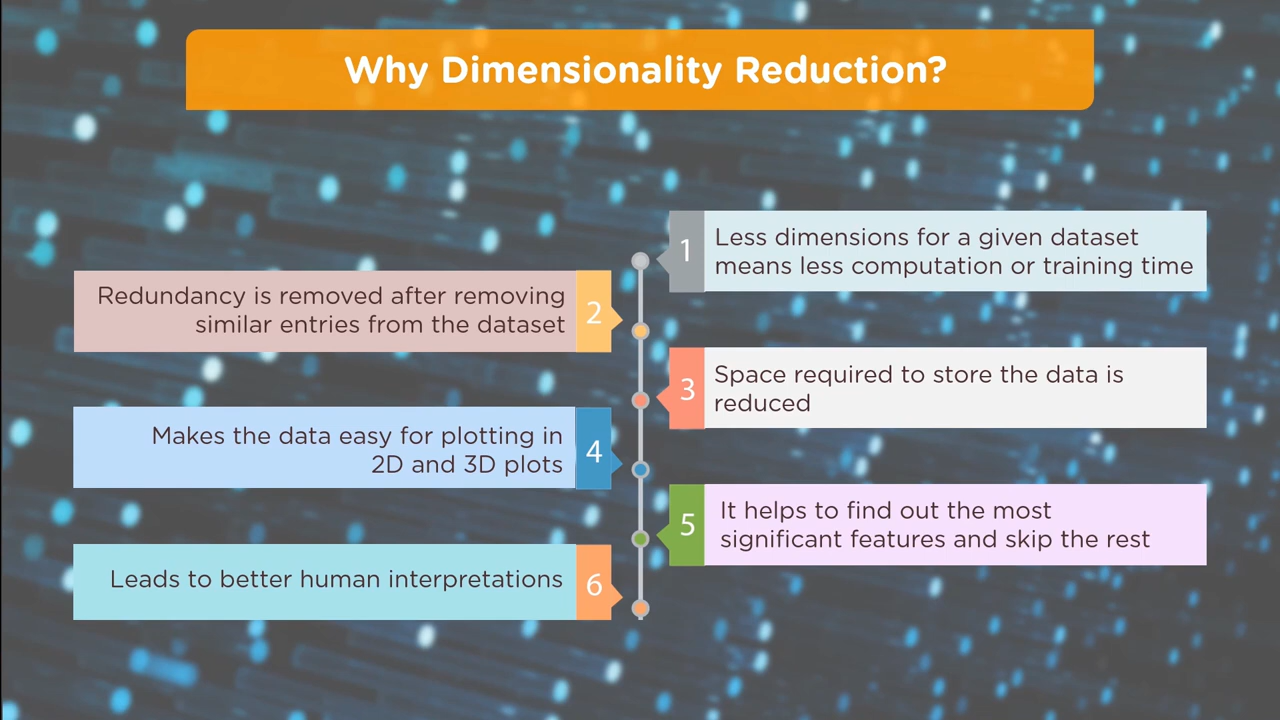 Why Dimensionality Reduction?
1
Less dimensions for a given dataset
means less computation or training time
2
Redundancy is removed after removing
similar entries from the dataset
3
Space required to store the data is
reduced
4
Makes the data easy for plotting in
2D and 3D plots
5
It helps to find out the most
significant features and skip the rest
6
Leads to better human interpretations